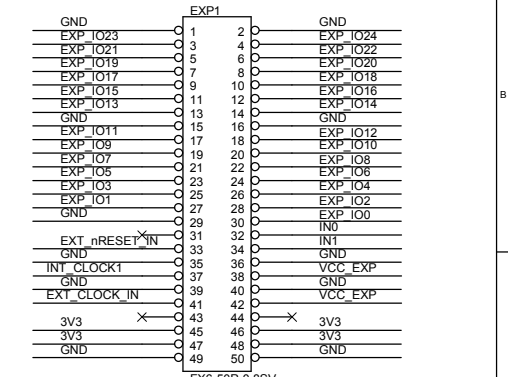 EXP1
GND 1 2 GND
EXP_IO23 3 4 EXP_IO24
EXP_IO21 5 6 EXP_IO22
EXP_IO19 7 8 EXP_IO20
EXP_IO17 9 10 EXP_IO18
EXP_IO15 11 12 EXP_IO16
EXP_IO13 13 14 EXP_IO14
GND 15 16 GND
EXP_IO11 17 18 EXP_IO12
EXP_IO9 19 20 EXP_IO10
EXP_IO7 21 22 EXP_IO8
EXP_IO5 23 24 EXP_IO6
EXP_IO3 25 26 EXP_IO4
EXP_IO1 27 28 EXP_IO2
GND 29 30 EXP_IO0
31 32 IN0
EXT_nRESET_IN 33 34 IN1
GND 35 36 GND
INT_CLOCK1 37 38 VCC_EXP
GND 39 40 GND
EXT_CLOCK_IN 41 42 VCC_EXP
43 44
3V3 45 46 3V3
3V3 47 48 3V3
GND 49 50 GND
B